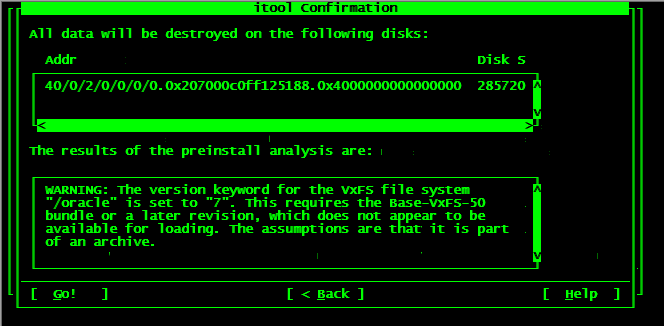 itool Confirmation
All data will be destroyed on the following disks:
Addr Disk S
40/0/2/0/0/0/0.0x207000c0ff125188.0x4000000000000000 285720
The results of the preinstall analysis are:
WARNING: The version keyword for the VxFS file system
"/oracle" is set to "7". This requires the Base-VxFS-50
bundle or a later revision, which does not appear to be
available for loading. The assumptions are that it is part
of an archive.
[ Go! ] [ < Back ] [ Help ]